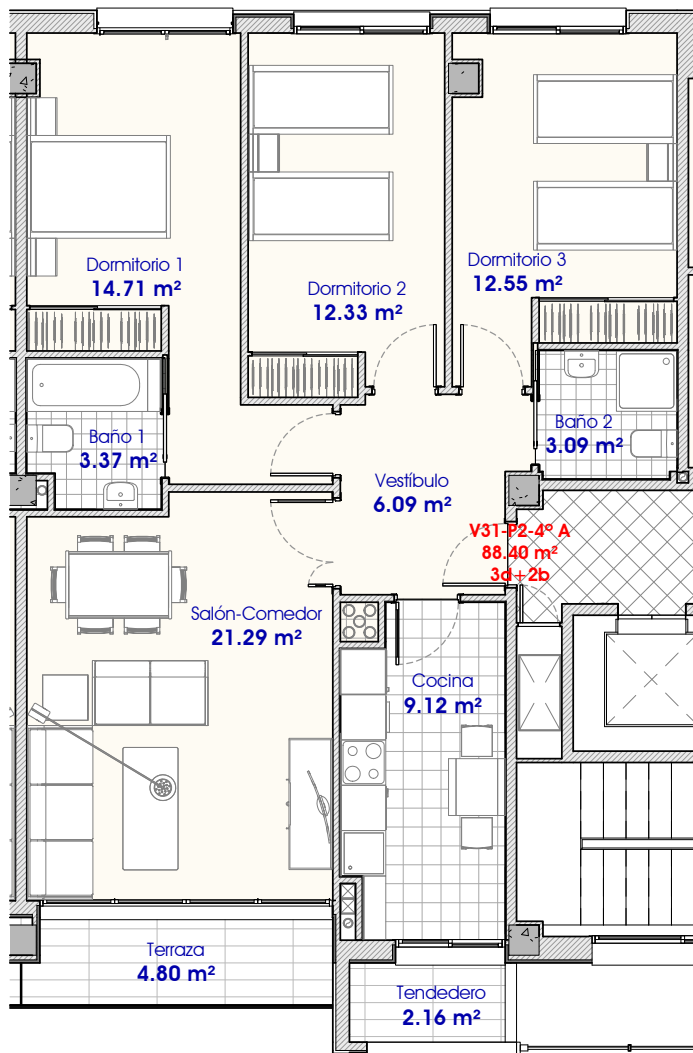 Dormitorio 1
14.71 m²
Dormitorio 2
12.33 m²
Dormitorio 3
12.55 m²
Baño 1
3.37 m²
Baño 2
3.09 m²
Vestíbulo
6.09 m²
V31-P2-4º A
88.40 m²
3d+2b
Salón-Comedor
21.29 m²
Cocina
9.12 m²
Terraza
4.80 m²
Tendedero
2.16 m²